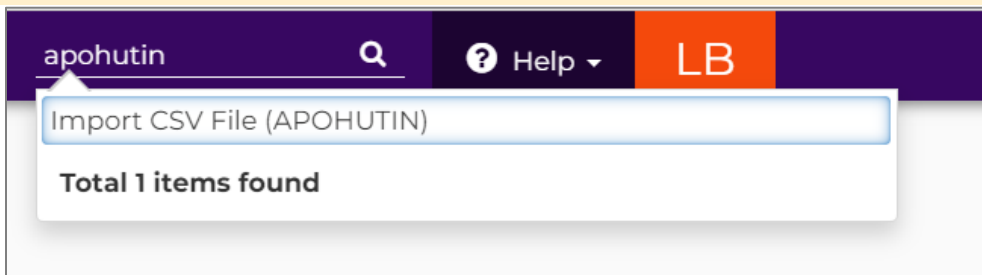 apohutin
Help
LB
Import CSV File (APOHUTIN)
Total 1 items found